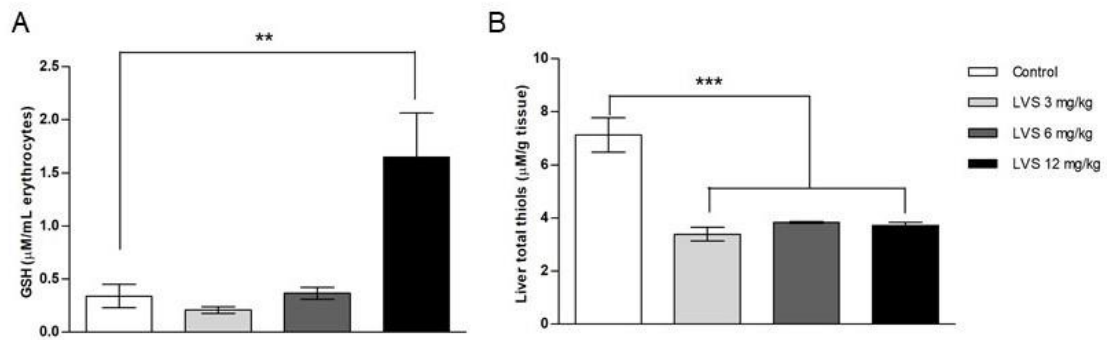 A
**
GSH (μM/mL erythrocytes)
2.5
2.0
1.5
1.0
0.5
0.0
B
***
Liver total thiols (μM/g tissue)
10
8
6
4
2
0
Control
LVS 3 mg/kg
LVS 6 mg/kg
LVS 12 mg/kg